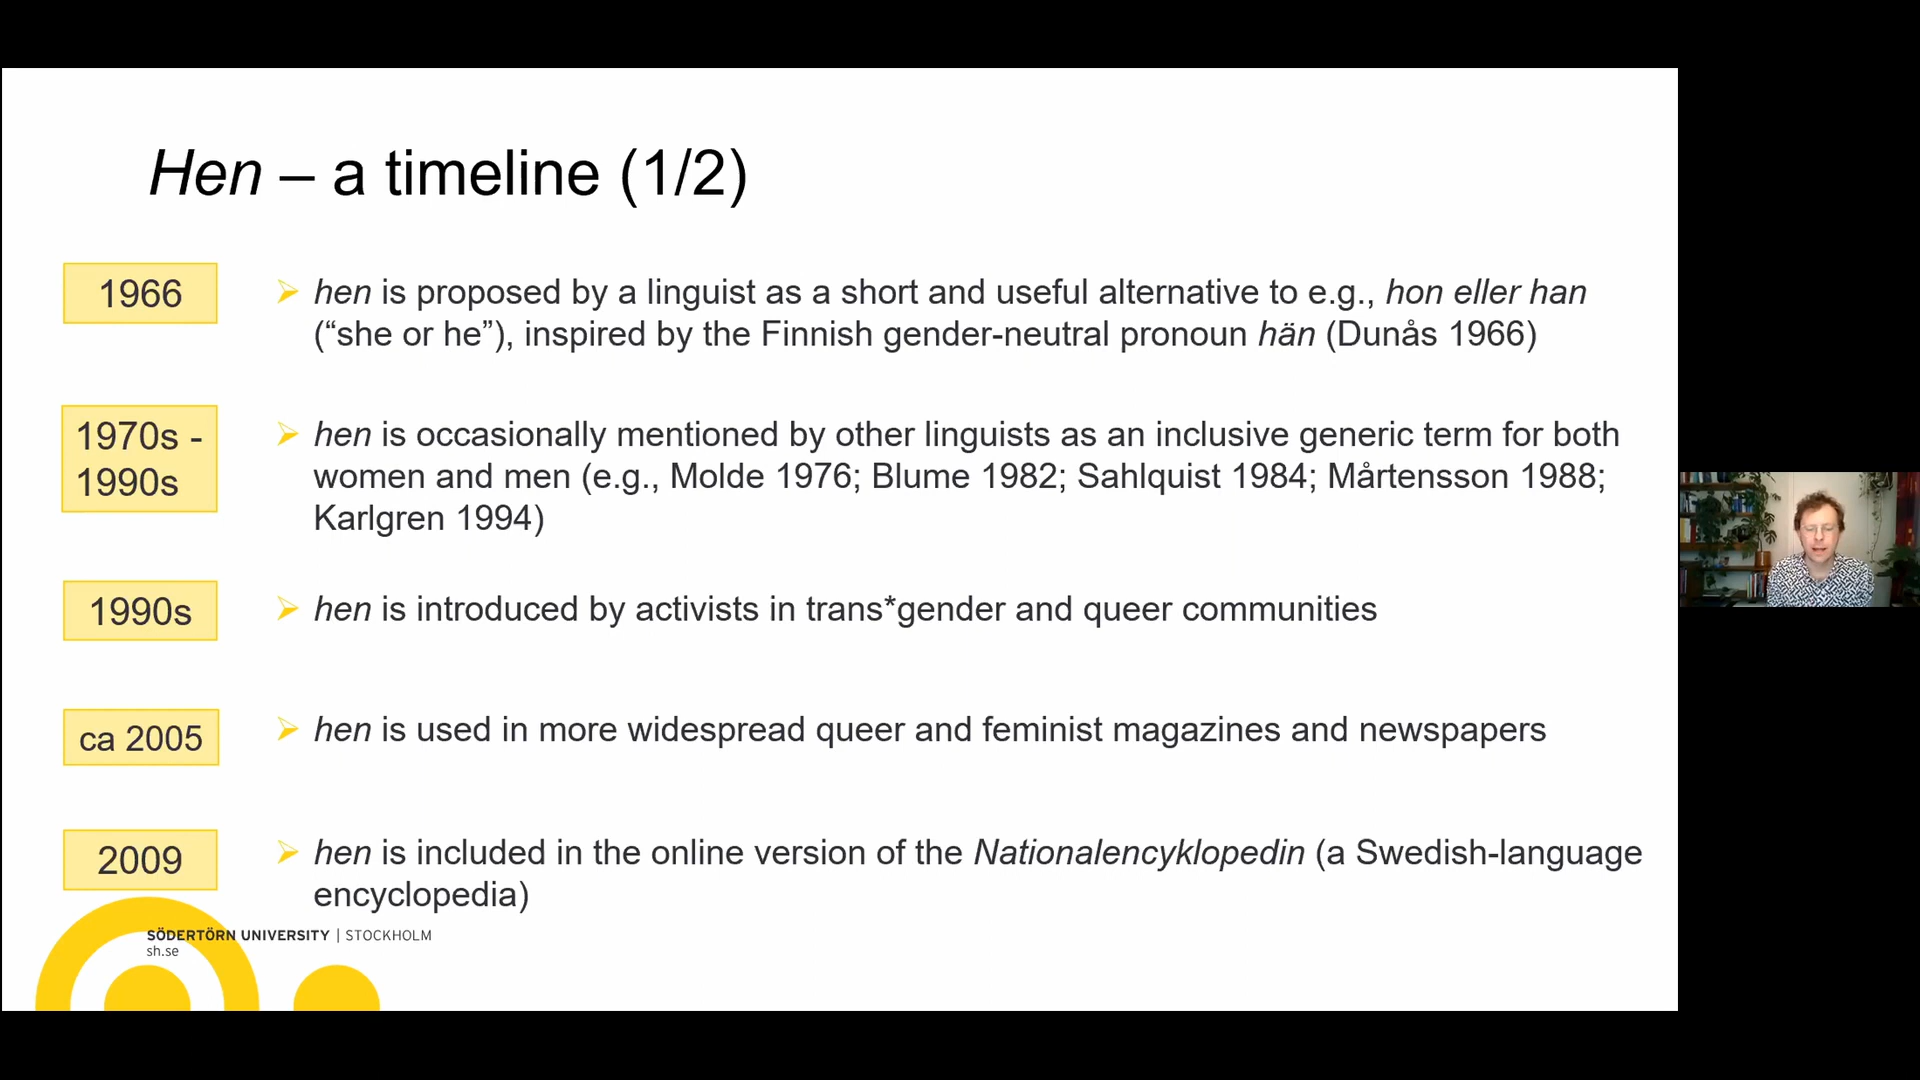 Hen – a timeline (1/2)
1966
hen is proposed by a linguist as a short and useful alternative to e.g., hon eller han
(“she or he”), inspired by the Finnish gender-neutral pronoun hän (Dunås 1966)
1970s -
1990s
hen is occasionally mentioned by other linguists as an inclusive generic term for both
women and men (e.g., Molde 1976; Blume 1982; Sahlquist 1984; Mårtensson 1988;
Karlgren 1994)
1990s
hen is introduced by activists in trans*gender and queer communities
ca 2005
hen is used in more widespread queer and feminist magazines and newspapers
2009
hen is included in the online version of the Nationalencyklopedin (a Swedish-language
encyclopedia)
SÖDERTÖRN UNIVERSITY | STOCKHOLM
sh.se